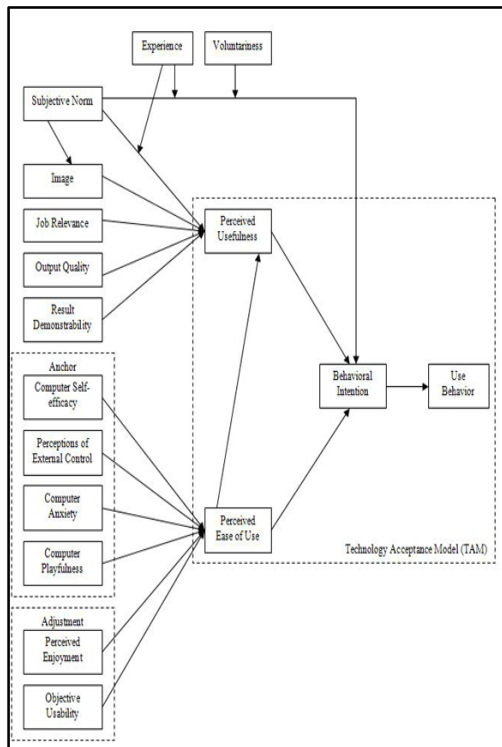 Experience
Voluntariness
Subjective Norm
Image
Job Relevance
Output Quality
Result
Demonstrability
Perceived
Usefulness
Anchor
Computer Self-
efficacy
Perceptions of
External Control
Computer
Anxiety
Computer
Playfulness
Behavioral
Intention
Use
Behavior
Perceived
Ease of Use
Technology Acceptance Model (TAM)
Adjustment
Perceived
Enjoyment
Objective
Usability